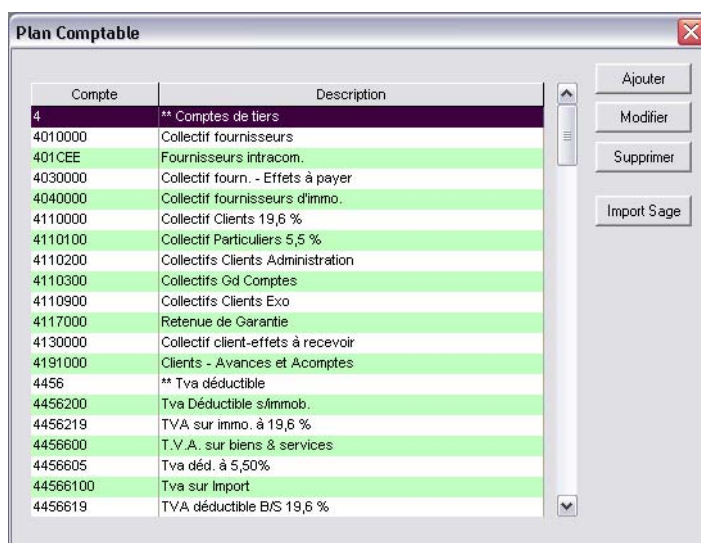 Plan Comptable
Compte Description
4 ** Comptes de tiers
4010000 Collectif fournisseurs
401CEE Fournisseurs intracom.
4030000 Collectif fourn. - Effets à payer
4040000 Collectif fournisseurs d'immo.
4110000 Collectif Clients 19,6 %
4110100 Collectif Particuliers 5,5 %
4110200 Collectifs Clients Administration
4110300 Collectifs Gd Comptes
4110900 Collectifs Clients Exo
4117000 Retenue de Garantie
4130000 Collectif client-effets à recevoir
4191000 Clients - Avances et Acomptes
4456 ** Tva déductible
4456200 Tva Déductible s/immob.
4456219 TVA sur immo. à 19,6 %
4456600 T.V.A. sur biens & services
4456605 Tva déd. à 5,50%
44566100 Tva sur Import
4456619 TVA déductible B/S 19,6 %
Ajouter
Modifier
Supprimer
Import Sage